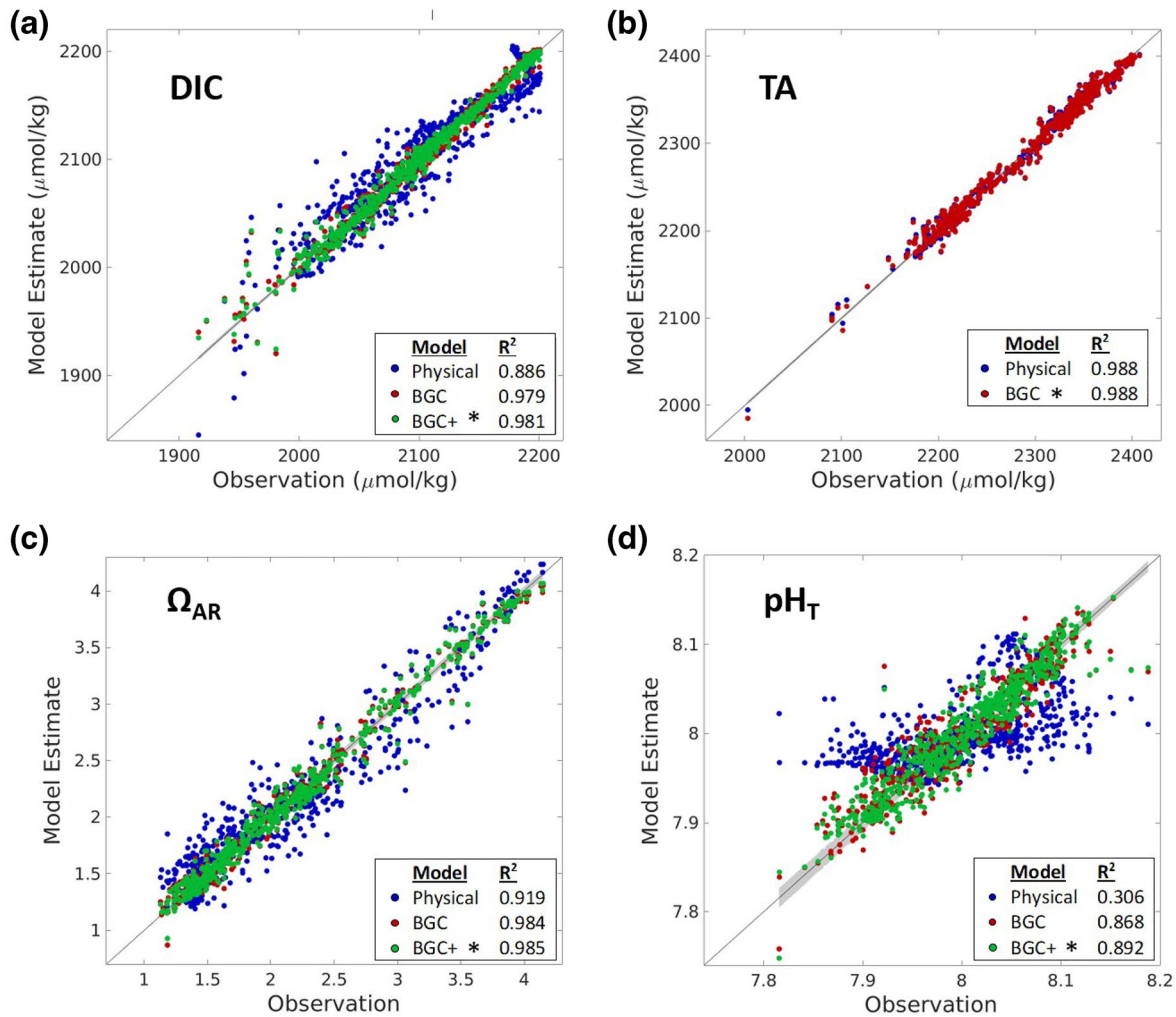 (a)
DIC
2200
2100
2000
1900
Model Estimate (μmol/kg)
1900 2000 2100 2200
Observation (μmol/kg)
Model R²
Physical 0.886
BGC 0.979
BGC+ * 0.981
(b)
TA
2400
2300
2200
2100
2000
Model Estimate (μmol/kg)
2000 2100 2200 2300 2400
Observation (μmol/kg)
Model R²
Physical 0.988
BGC * 0.988
(c)
Ω_AR
4
3.5
3
2.5
2
1.5
1
Model Estimate
1 1.5 2 2.5 3 3.5 4
Observation
Model R²
Physical 0.919
BGC 0.984
BGC+ * 0.985
(d)
pH_T
8.2
8.1
8
7.9
7.8
Model Estimate
7.8 7.9 8 8.1 8.2
Observation
Model R²
Physical 0.306
BGC 0.868
BGC+ * 0.892